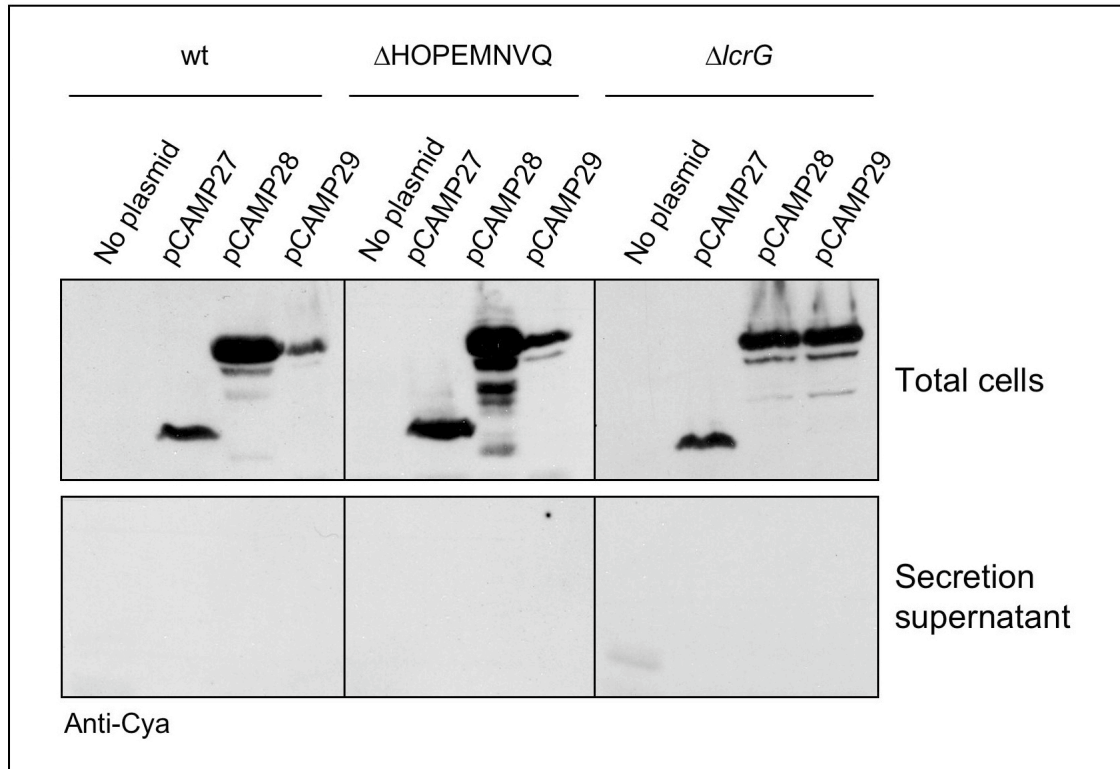 wt
ΔHOPEMNVQ
ΔlcrG
No plasmid
pCAMP27
pCAMP28
pCAMP29
No plasmid
pCAMP27
pCAMP28
pCAMP29
No plasmid
pCAMP27
pCAMP28
pCAMP29
Total cells
Secretion
supernatant
Anti-Cya